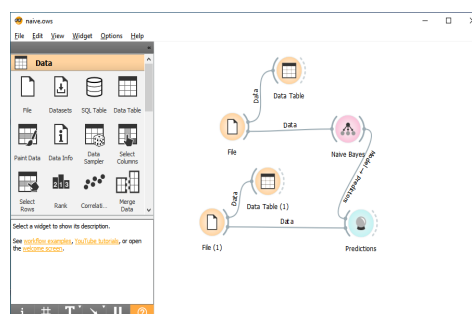 naive.ows
File Edit View Widget Options Help
Data
File Datasets SQL Table Data Table
Paint Data Data Info Data Sampler Select Columns
Select Rows Rank Correlati... Merge Data
Select a widget to show its description.
See workflow examples, YouTube tutorials, or open
the welcome screen.
Data
Data Table
File
Data
Naive Bayes
Model → Predictors
Data
Data Table (1)
File (1)
Data
Predictions